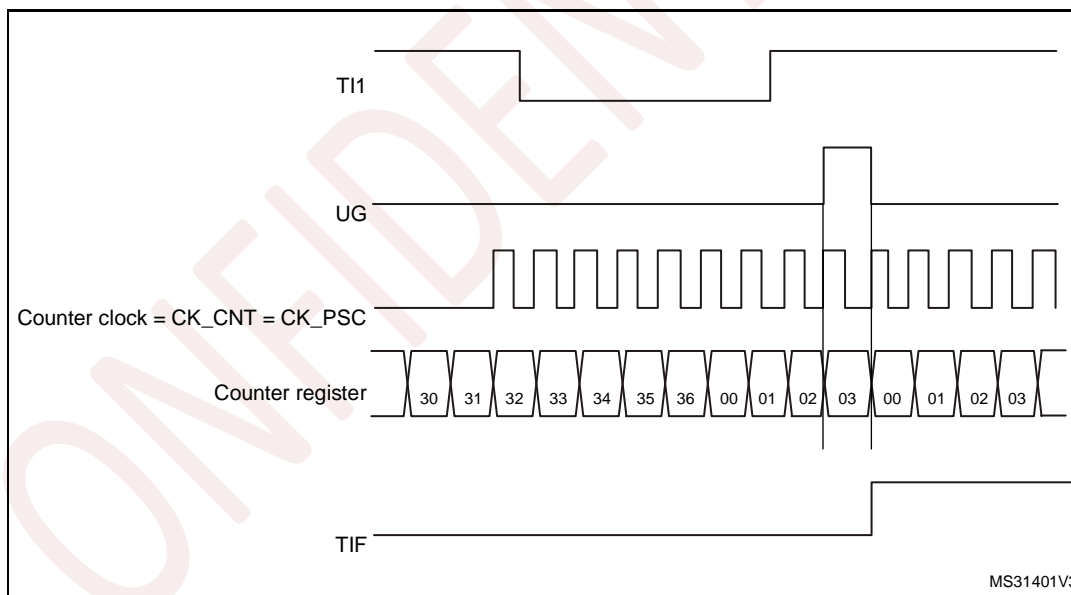 TI1
UG
Counter clock = CK_CNT = CK_PSC
Counter register 30 31 32 33 34 35 36 00 01 02 03 00 01 02 03
TIF
MS31401V3
ONFIDEN